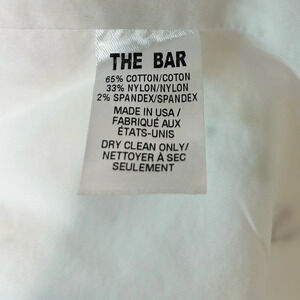 THE BAR
65% COTTON/COTON
33% NYLON/NYLON
2% SPANDEX/SPANDEX
MADE IN USA/
FABRIQUÉ AUX
ÉTATS-UNIS
DRY CLEAN ONLY/
NETTOYER À SEC
SEULEMENT